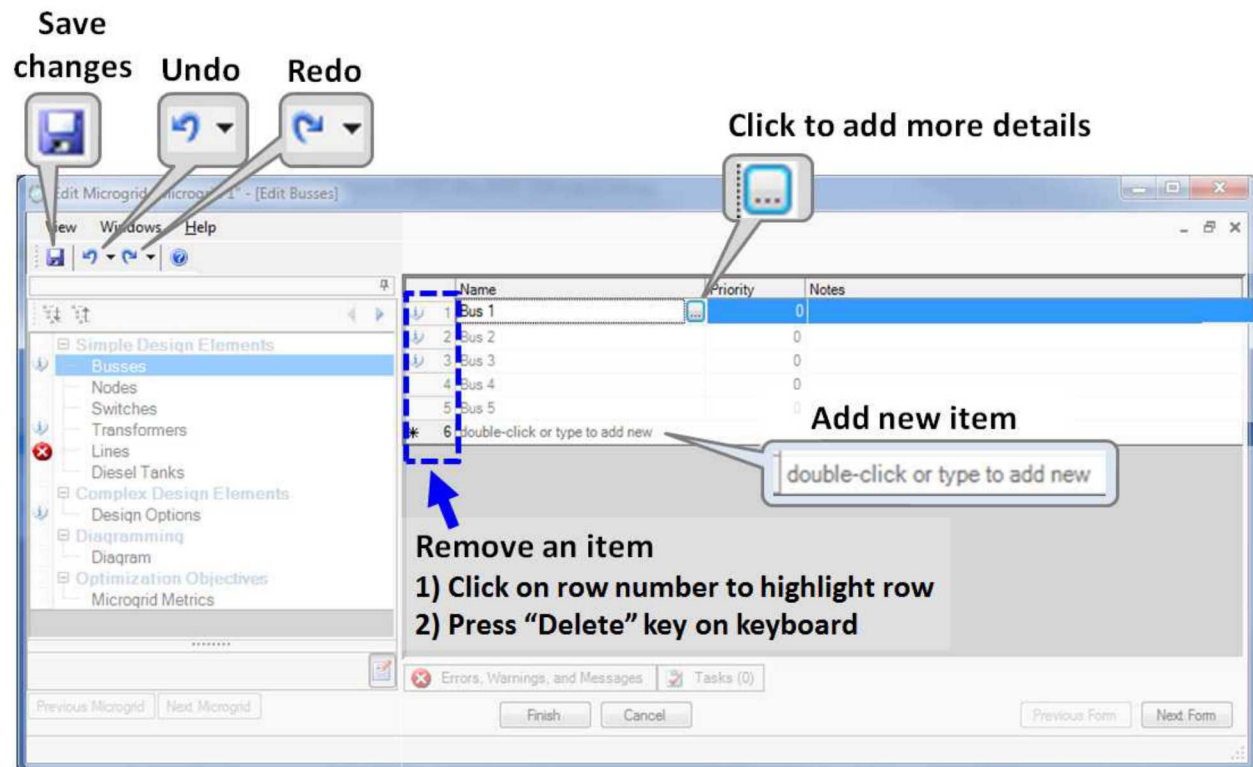 Save
changes
Undo
Redo
Click to add more details
Edit Microgrid
1" - [Edit Busses]
View Windows Help
Name Priority Notes
1 Bus 1 0
2 Bus 2 0
3 Bus 3 0
4 Bus 4 0
5 Bus 5 0
6 double-click or type to add new
Simple Design Elements
Busses
Nodes
Switches
Transformers
Lines
Diesel Tanks
Complex Design Elements
Design Options
Diagramming
Diagram
Optimization Objectives
Microgrid Metrics
Add new item
double-click or type to add new
Remove an item
1) Click on row number to highlight row
2) Press “Delete” key on keyboard
Errors, Warnings, and Messages Tasks (0)
Previous Microgrid Next Microgrid
Finish Cancel
Previous Form Next Form